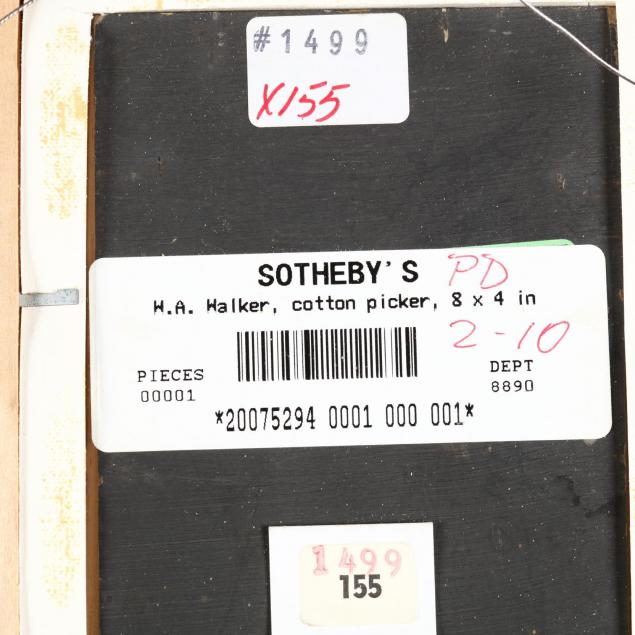 #1499
X155
SOTHEBY'S PD
W.A. Walker, cotton picker, 8 x 4 in
2-10
PIECES
00001
DEPT
8890
*20075294 0001 000 001*
1499
155